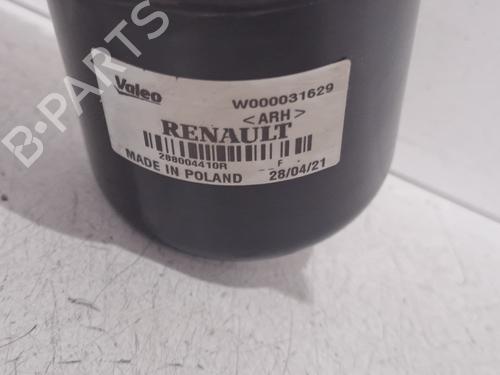 B-PARTS
Valeo
W000031629
<ARH>
RENAULT
288004410R
F
MADE IN POLAND
28/04/21